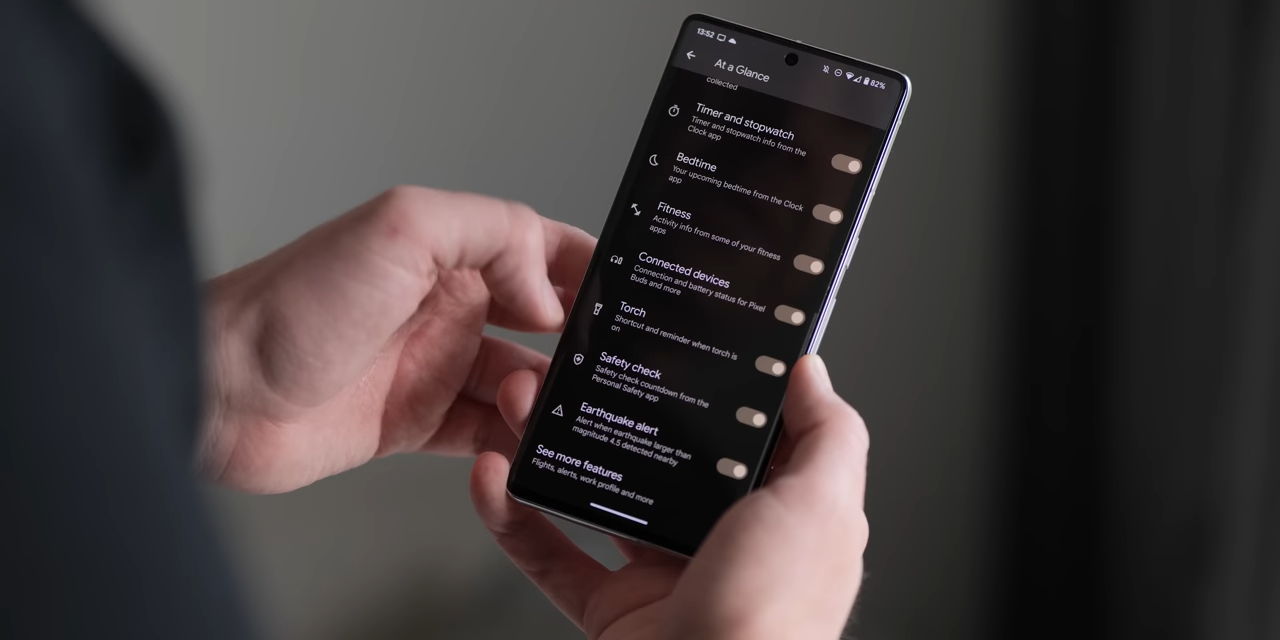 13:52 82%
At a Glance
collected
Timer and stopwatch
Timer and stopwatch info from the
Clock app
Bedtime
Your upcoming bedtime from the Clock
app
Fitness
Activity info from some of your fitness
apps
Connected devices
Connection and battery status for Pixel
Buds and more
Torch
Shortcut and reminder when torch is
on
Safety check
Safety check countdown from the
Personal Safety app
Earthquake alert
Alert when earthquake larger than
magnitude 4.5 detected nearby
See more features
Flights, alerts, work profile and more